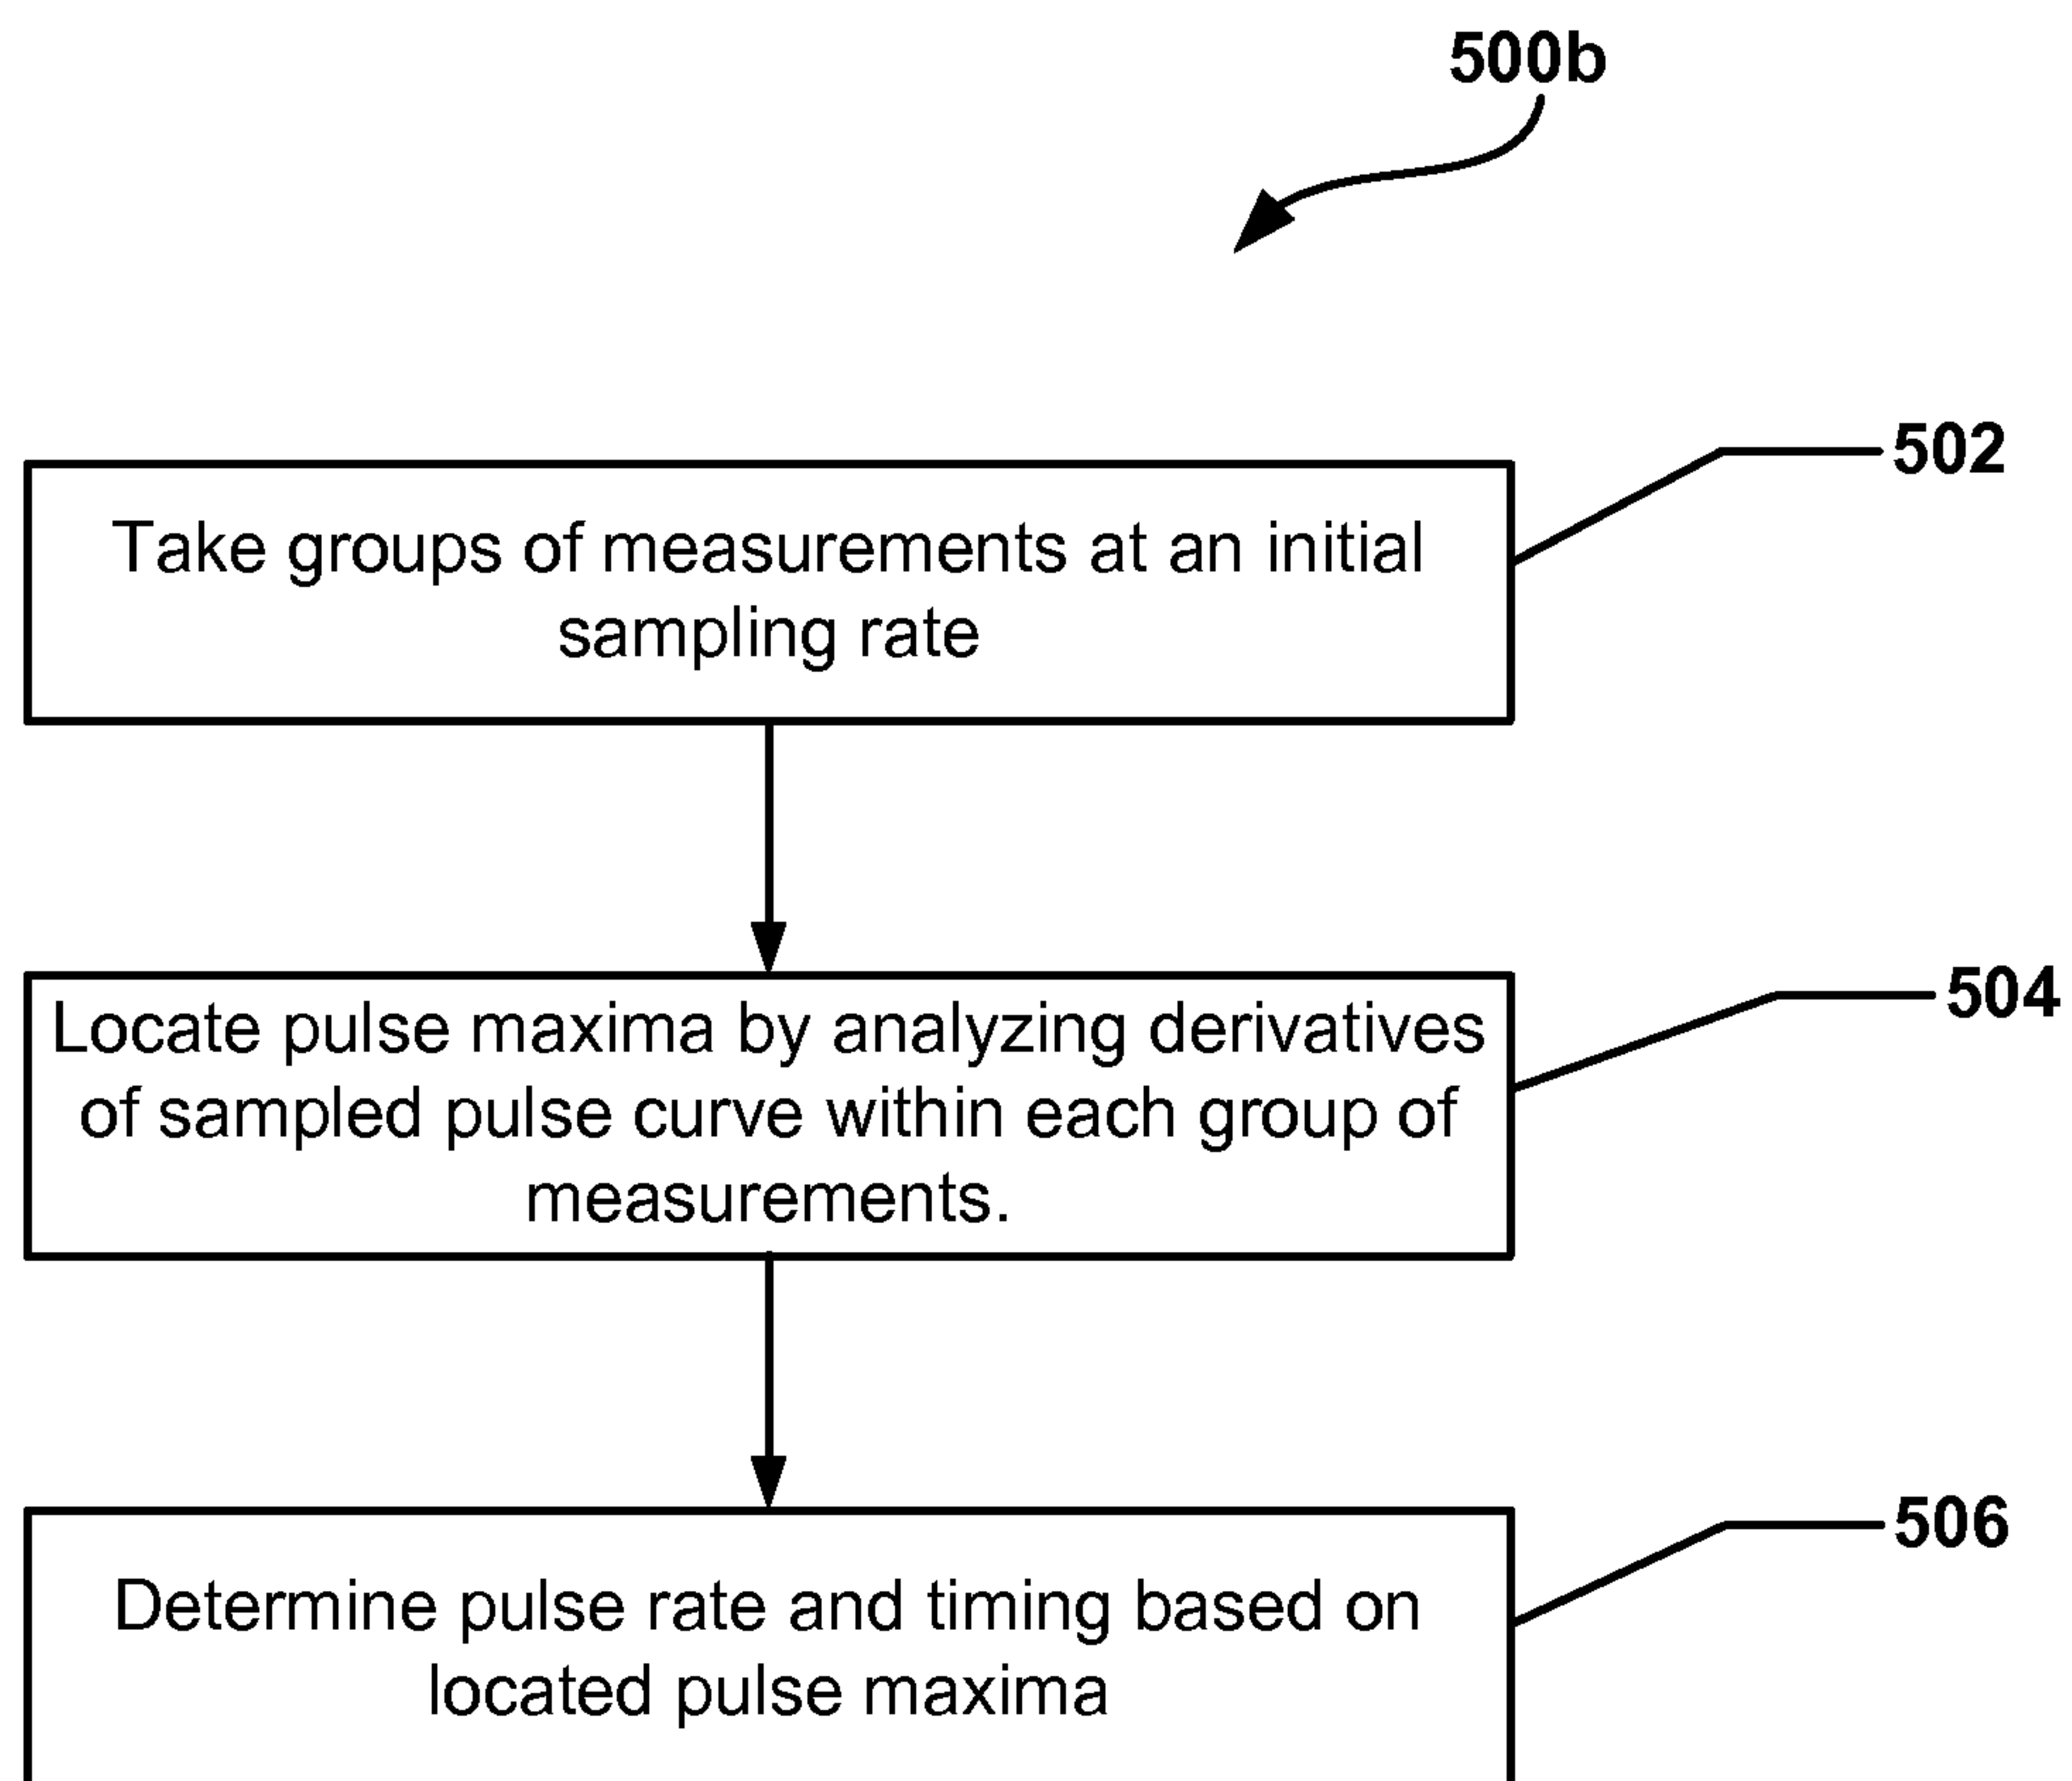 500b
502
Take groups of measurements at an initial
sampling rate
504
Locate pulse maxima by analyzing derivatives
of sampled pulse curve within each group of
measurements.
506
Determine pulse rate and timing based on
located pulse maxima